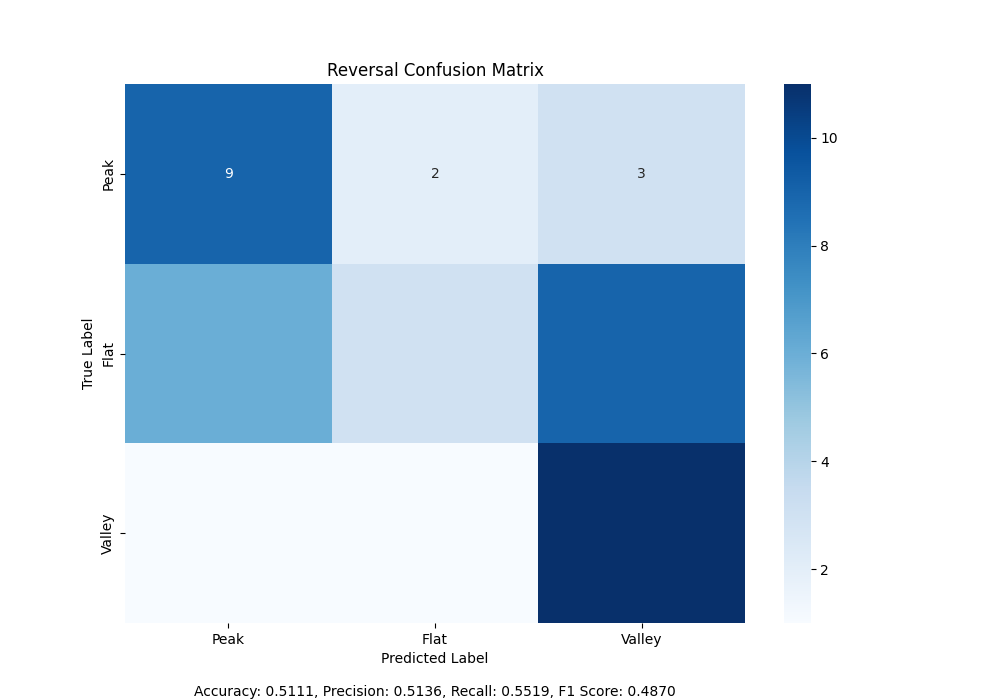 Reversal Confusion Matrix
10
8
6
4
2
True Label
Peak
Flat
Valley
9 2 3
Peak Flat Valley
Predicted Label
Accuracy: 0.5111, Precision: 0.5136, Recall: 0.5519, F1 Score: 0.4870